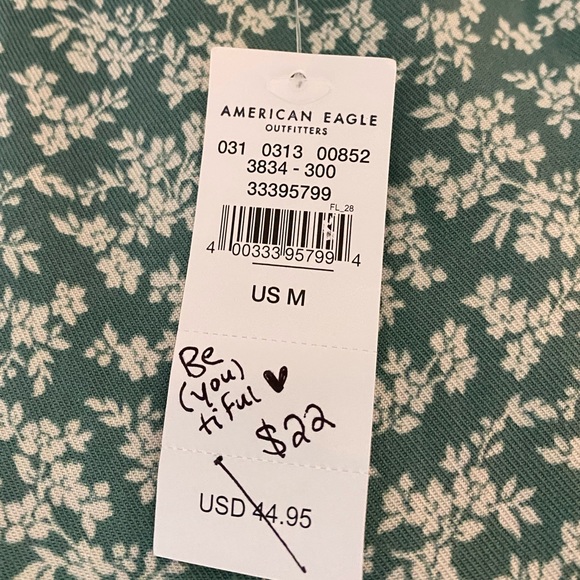 AMERICAN EAGLE
OUTFITTERS
031 0313 00852
3834 - 300
33395799
FL_28
4 00333 95799 4
US M
Be
(you)
tiful ♥
$22
USD 44.95